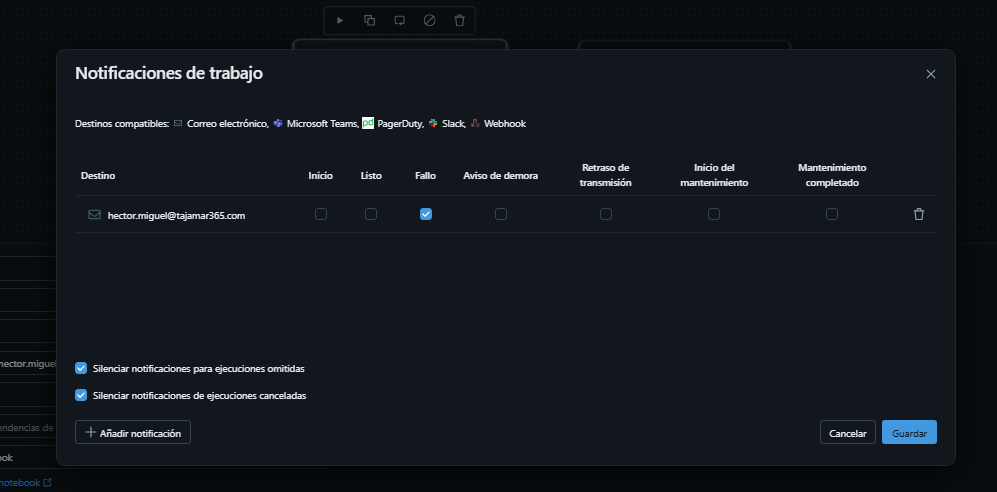 Notificaciones de trabajo
Destinos compatibles: Correo electrónico, Microsoft Teams, pd PagerDuty, Slack, Webhook
Destino Inicio Listo Fallo Aviso de demora Retraso de transmisión Inicio del mantenimiento Mantenimiento completado
hector.miguel@tajamar365.com
Silenciar notificaciones para ejecuciones omitidas
Silenciar notificaciones de ejecuciones canceladas
Añadir notificación
Cancelar
Guardar
hector.miguel
endencias de
ook
notebook